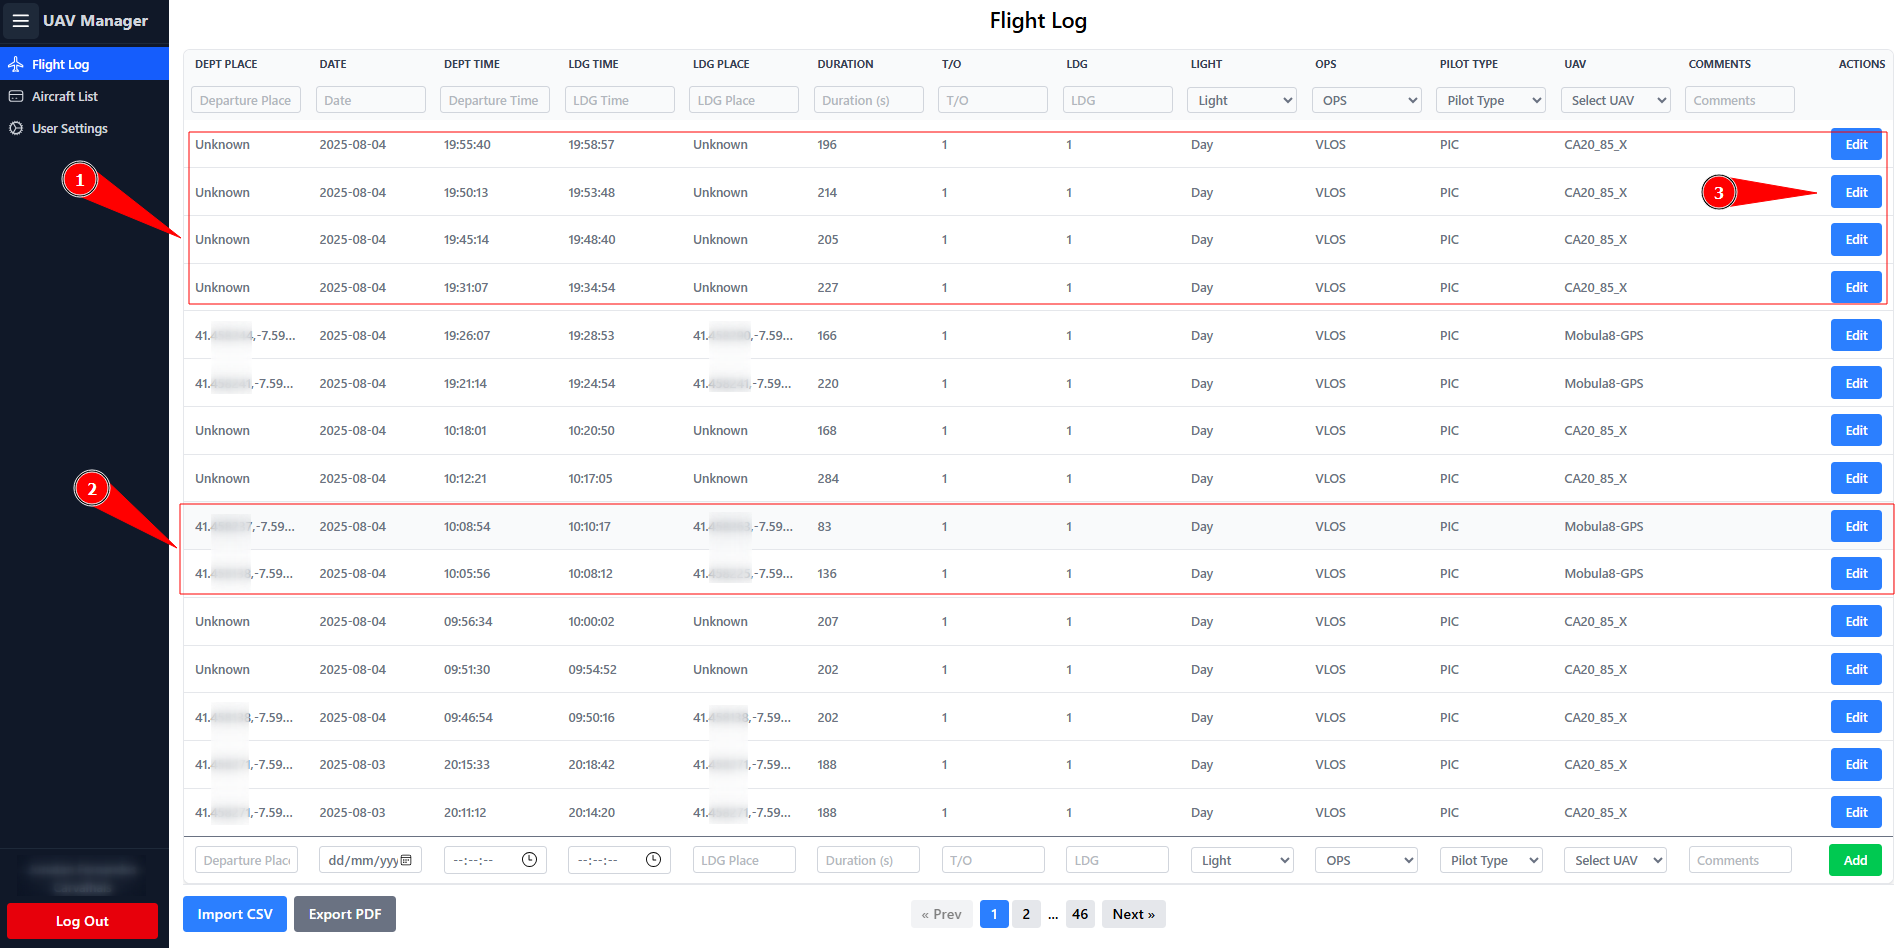 UAV Manager
Flight Log
Aircraft List
User Settings
Log Out
Flight Log
DEPT PLACE DATE DEPT TIME LDG TIME LDG PLACE DURATION T/O LDG LIGHT OPS PILOT TYPE UAV COMMENTS ACTIONS
Departure Place Date Departure Time LDG Time LDG Place Duration (s) T/O LDG Light OPS Pilot Type Select UAV Comments
1
Unknown 2025-08-04 19:55:40 19:58:57 Unknown 196 1 1 Day VLOS PIC CA20_85_X Edit
Unknown 2025-08-04 19:50:13 19:53:48 Unknown 214 1 1 Day VLOS PIC CA20_85_X 3 Edit
Unknown 2025-08-04 19:45:14 19:48:40 Unknown 205 1 1 Day VLOS PIC CA20_85_X Edit
Unknown 2025-08-04 19:31:07 19:34:54 Unknown 227 1 1 Day VLOS PIC CA20_85_X Edit
41. ,-7.59... 2025-08-04 19:26:07 19:28:53 41. ,-7.59... 166 1 1 Day VLOS PIC Mobula8-GPS Edit
41. ,-7.59... 2025-08-04 19:21:14 19:24:54 41. ,-7.59... 220 1 1 Day VLOS PIC Mobula8-GPS Edit
Unknown 2025-08-04 10:18:01 10:20:50 Unknown 168 1 1 Day VLOS PIC CA20_85_X Edit
Unknown 2025-08-04 10:12:21 10:17:05 Unknown 284 1 1 Day VLOS PIC CA20_85_X Edit
2
41. ,-7.59... 2025-08-04 10:08:54 10:10:17 41. ,-7.59... 83 1 1 Day VLOS PIC Mobula8-GPS Edit
41. ,-7.59... 2025-08-04 10:05:56 10:08:12 41. ,-7.59... 136 1 1 Day VLOS PIC Mobula8-GPS Edit
Unknown 2025-08-04 09:56:34 10:00:02 Unknown 207 1 1 Day VLOS PIC CA20_85_X Edit
Unknown 2025-08-04 09:51:30 09:54:52 Unknown 202 1 1 Day VLOS PIC CA20_85_X Edit
41. ,-7.59... 2025-08-04 09:46:54 09:50:16 41. ,-7.59... 202 1 1 Day VLOS PIC CA20_85_X Edit
41. ,-7.59... 2025-08-03 20:15:33 20:18:42 41. ,-7.59... 188 1 1 Day VLOS PIC CA20_85_X Edit
41. ,-7.59... 2025-08-03 20:11:12 20:14:20 41. ,-7.59... 188 1 1 Day VLOS PIC CA20_85_X Edit
Departure Plac dd/mm/yyy --:--:-- --:--:-- LDG Place Duration (s) T/O LDG Light OPS Pilot Type Select UAV Comments Add
Import CSV Export PDF « Prev 1 2 ... 46 Next »